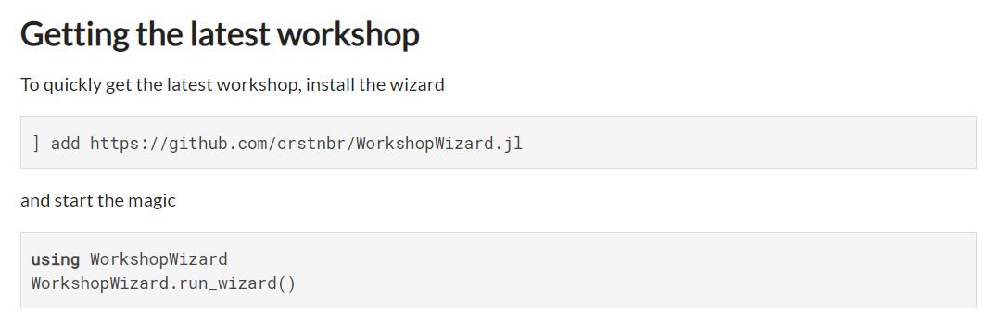 Getting the latest workshop
To quickly get the latest workshop, install the wizard
] add https://github.com/crstnbr/WorkshopWizard.jl
and start the magic
using WorkshopWizard
WorkshopWizard.run_wizard()